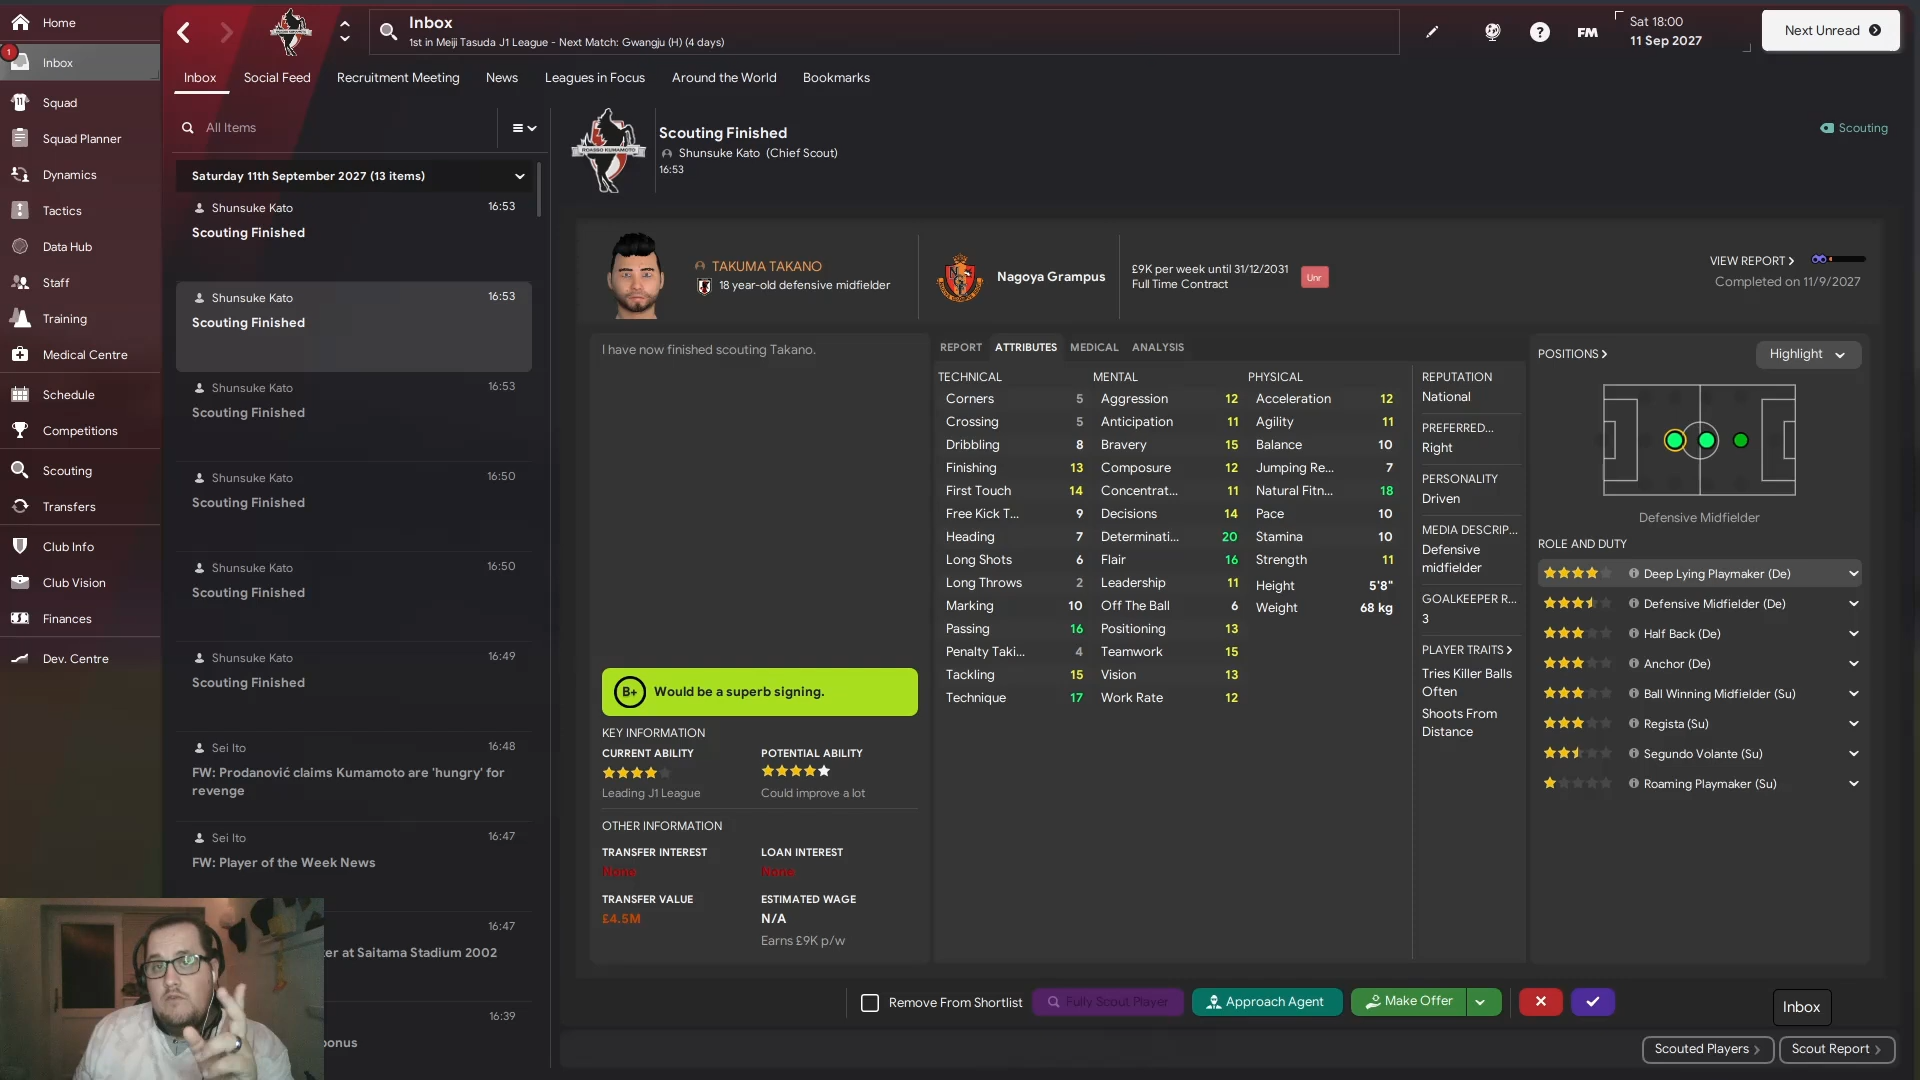 Home
1
Inbox
Squad
Squad Planner
Dynamics
Tactics
Data Hub
Staff
Training
Medical Centre
Schedule
Competitions
Scouting
Transfers
Club Info
Club Vision
Finances
Dev. Centre
Inbox
1st in Meiji Tasuda J1 League - Next Match: Gwangju (H) (4 days)
FM
Sat 18:00
11 Sep 2027
Next Unread
Inbox Social Feed Recruitment Meeting News Leagues in Focus Around the World Bookmarks
All Items
Saturday 11th September 2027 (13 items)
Shunsuke Kato 16:53
Scouting Finished
Shunsuke Kato 16:53
Scouting Finished
Shunsuke Kato 16:53
Scouting Finished
Shunsuke Kato 16:50
Scouting Finished
Shunsuke Kato 16:50
Scouting Finished
Shunsuke Kato 16:49
Scouting Finished
Sei Ito 16:48
FW: Prodanović claims Kumamoto are 'hungry' for
revenge
Sei Ito 16:47
FW: Player of the Week News
16:47
er at Saitama Stadium 2002
16:39
bonus
ROASSO KUMAMOTO
Scouting Finished
Shunsuke Kato (Chief Scout)
16:53
Scouting
TAKUMA TAKANO
18 year-old defensive midfielder
Nagoya Grampus
£9K per week until 31/12/2031
Full Time Contract
Unr
VIEW REPORT
Completed on 11/9/2027
I have now finished scouting Takano.
B+ Would be a superb signing.
KEY INFORMATION
CURRENT ABILITY POTENTIAL ABILITY
Leading J1 League Could improve a lot
OTHER INFORMATION
TRANSFER INTEREST LOAN INTEREST
None None
TRANSFER VALUE ESTIMATED WAGE
£4.5M N/A
Earns £9K p/w
REPORT ATTRIBUTES MEDICAL ANALYSIS
TECHNICAL MENTAL PHYSICAL
Corners 5 Aggression 12 Acceleration 12
Crossing 5 Anticipation 11 Agility 11
Dribbling 8 Bravery 15 Balance 10
Finishing 13 Composure 12 Jumping Re... 7
First Touch 14 Concentrat... 11 Natural Fitn... 18
Free Kick T... 9 Decisions 14 Pace 10
Heading 7 Determinati... 20 Stamina 10
Long Shots 6 Flair 16 Strength 11
Long Throws 2 Leadership 11 Height 5'8"
Marking 10 Off The Ball 6 Weight 68 kg
Passing 16 Positioning 13
Penalty Taki... 4 Teamwork 15
Tackling 15 Vision 13
Technique 17 Work Rate 12
REPUTATION
National
PREFERRED...
Right
PERSONALITY
Driven
MEDIA DESCRIP...
Defensive
midfielder
GOALKEEPER R...
3
PLAYER TRAITS
Tries Killer Balls
Often
Shoots From
Distance
POSITIONS
Highlight
Defensive Midfielder
ROLE AND DUTY
Deep Lying Playmaker (De)
Defensive Midfielder (De)
Half Back (De)
Anchor (De)
Ball Winning Midfielder (Su)
Regista (Su)
Segundo Volante (Su)
Roaming Playmaker (Su)
Remove From Shortlist
Fully Scout Player
Approach Agent
Make Offer
Inbox
Scouted Players
Scout Report